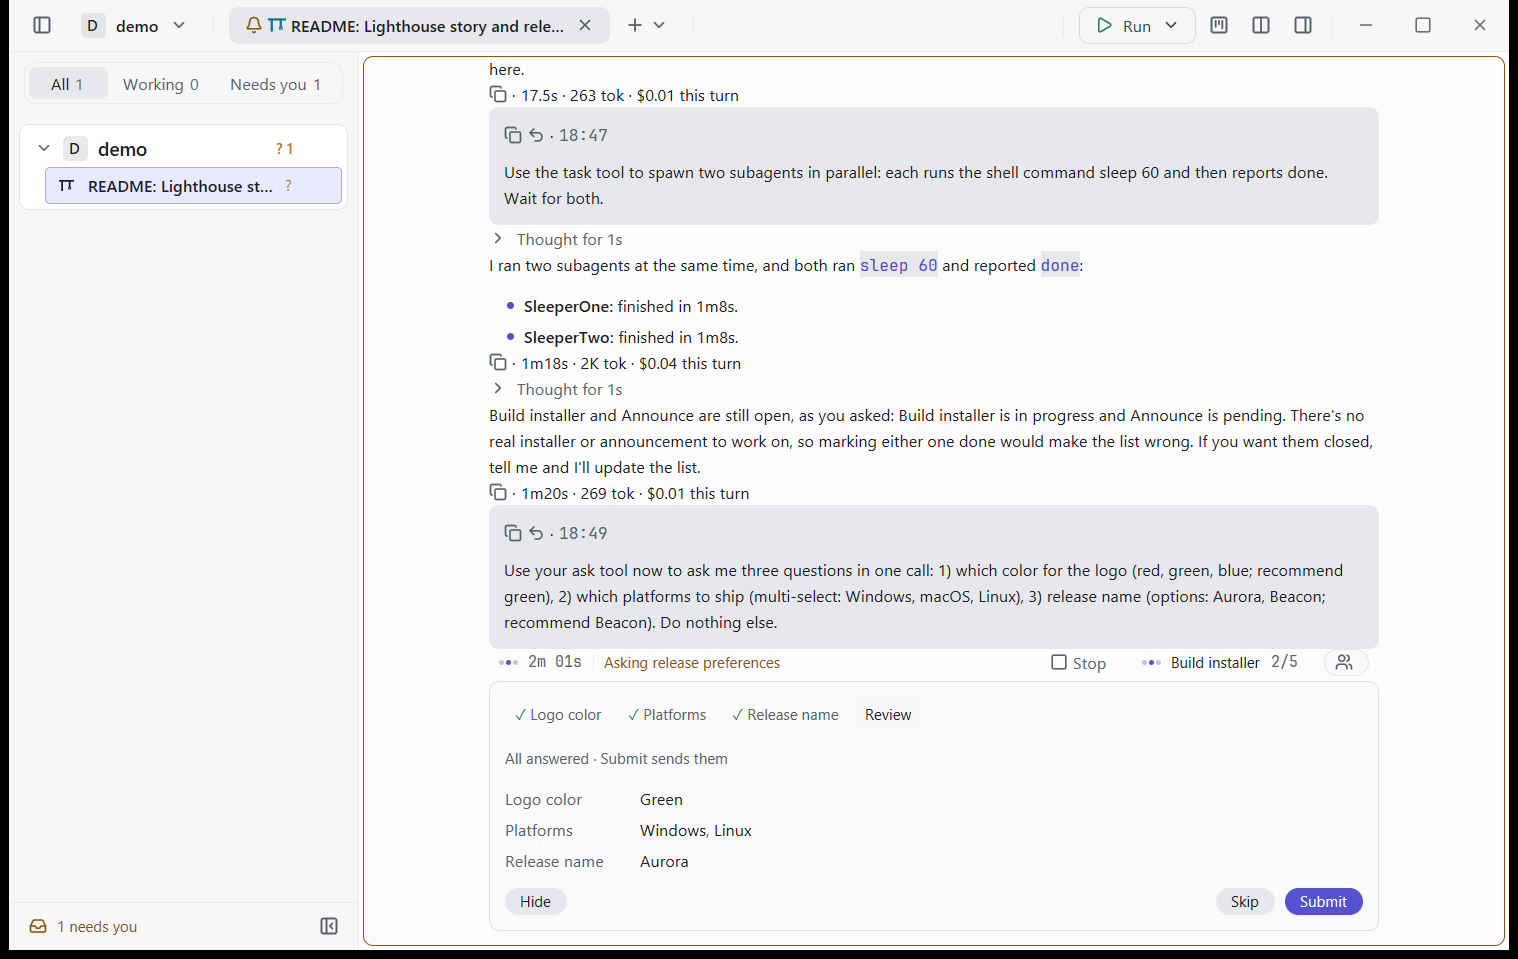 D demo
README: Lighthouse story and rele...
Run
All 1
Working 0
Needs you 1
D demo ? 1
README: Lighthouse st... ?
1 needs you
here.
· 17.5s · 263 tok · $0.01 this turn
· 18:47
Use the task tool to spawn two subagents in parallel: each runs the shell command sleep 60 and then reports done.
Wait for both.
Thought for 1s
I ran two subagents at the same time, and both ran sleep 60 and reported done:
• SleeperOne: finished in 1m8s.
• SleeperTwo: finished in 1m8s.
· 1m18s · 2K tok · $0.04 this turn
Thought for 1s
Build installer and Announce are still open, as you asked: Build installer is in progress and Announce is pending. There's no
real installer or announcement to work on, so marking either one done would make the list wrong. If you want them closed,
tell me and I'll update the list.
· 1m20s · 269 tok · $0.01 this turn
· 18:49
Use your ask tool now to ask me three questions in one call: 1) which color for the logo (red, green, blue; recommend
green), 2) which platforms to ship (multi-select: Windows, macOS, Linux), 3) release name (options: Aurora, Beacon;
recommend Beacon). Do nothing else.
2m 01s Asking release preferences Stop Build installer 2/5
✓ Logo color ✓ Platforms ✓ Release name Review
All answered · Submit sends them
Logo color Green
Platforms Windows, Linux
Release name Aurora
Hide Skip Submit